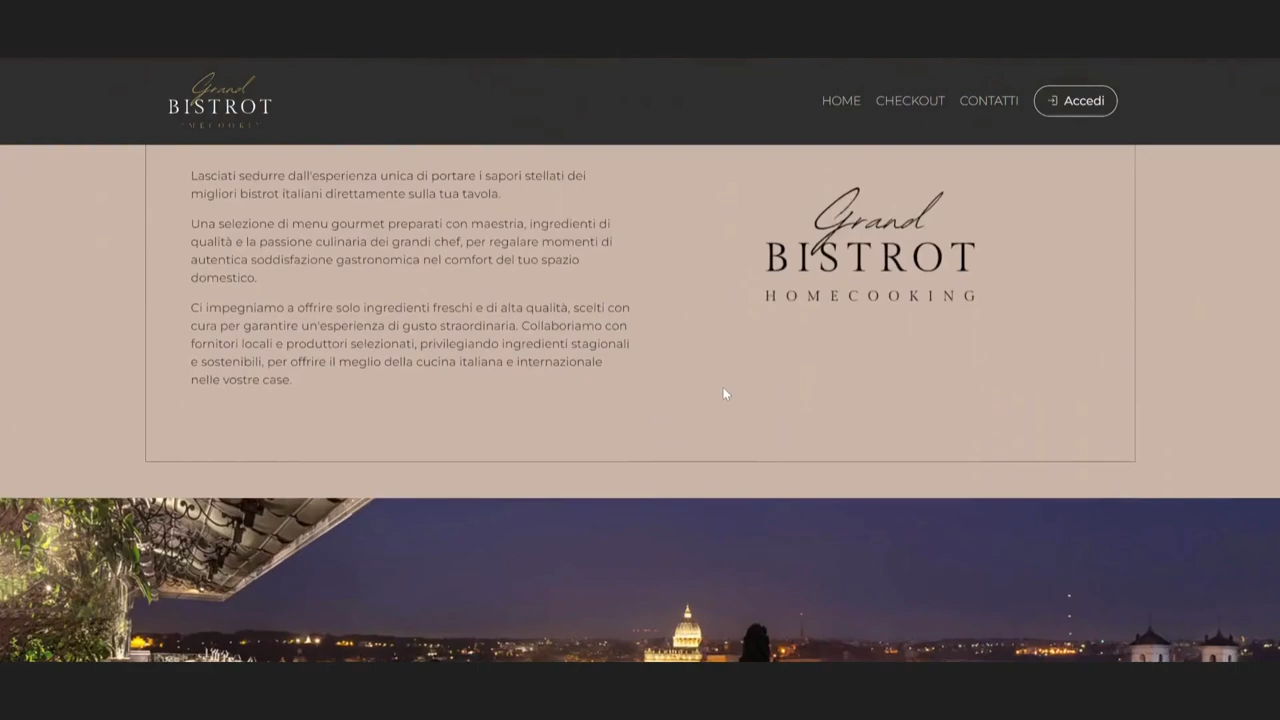 Grand
BISTROT
HOME CHECKOUT CONTATTI Accedi
Lasciati sedurre dall'esperienza unica di portare i sapori stellati dei
migliori bistrot italiani direttamente sulla tua tavola.
Una selezione di menu gourmet preparati con maestria, ingredienti di
qualità e la passione culinaria dei grandi chef, per regalare momenti di
autentica soddisfazione gastronomica nel comfort del tuo spazio
domestico.
Ci impegniamo a offrire solo ingredienti freschi e di alta qualità, scelti con
cura per garantire un'esperienza di gusto straordinaria. Collaboriamo con
fornitori locali e produttori selezionati, privilegiando ingredienti stagionali
e sostenibili, per offrire il meglio della cucina italiana e internazionale
nelle vostre case.
Grand
BISTROT
HOMECOOKING